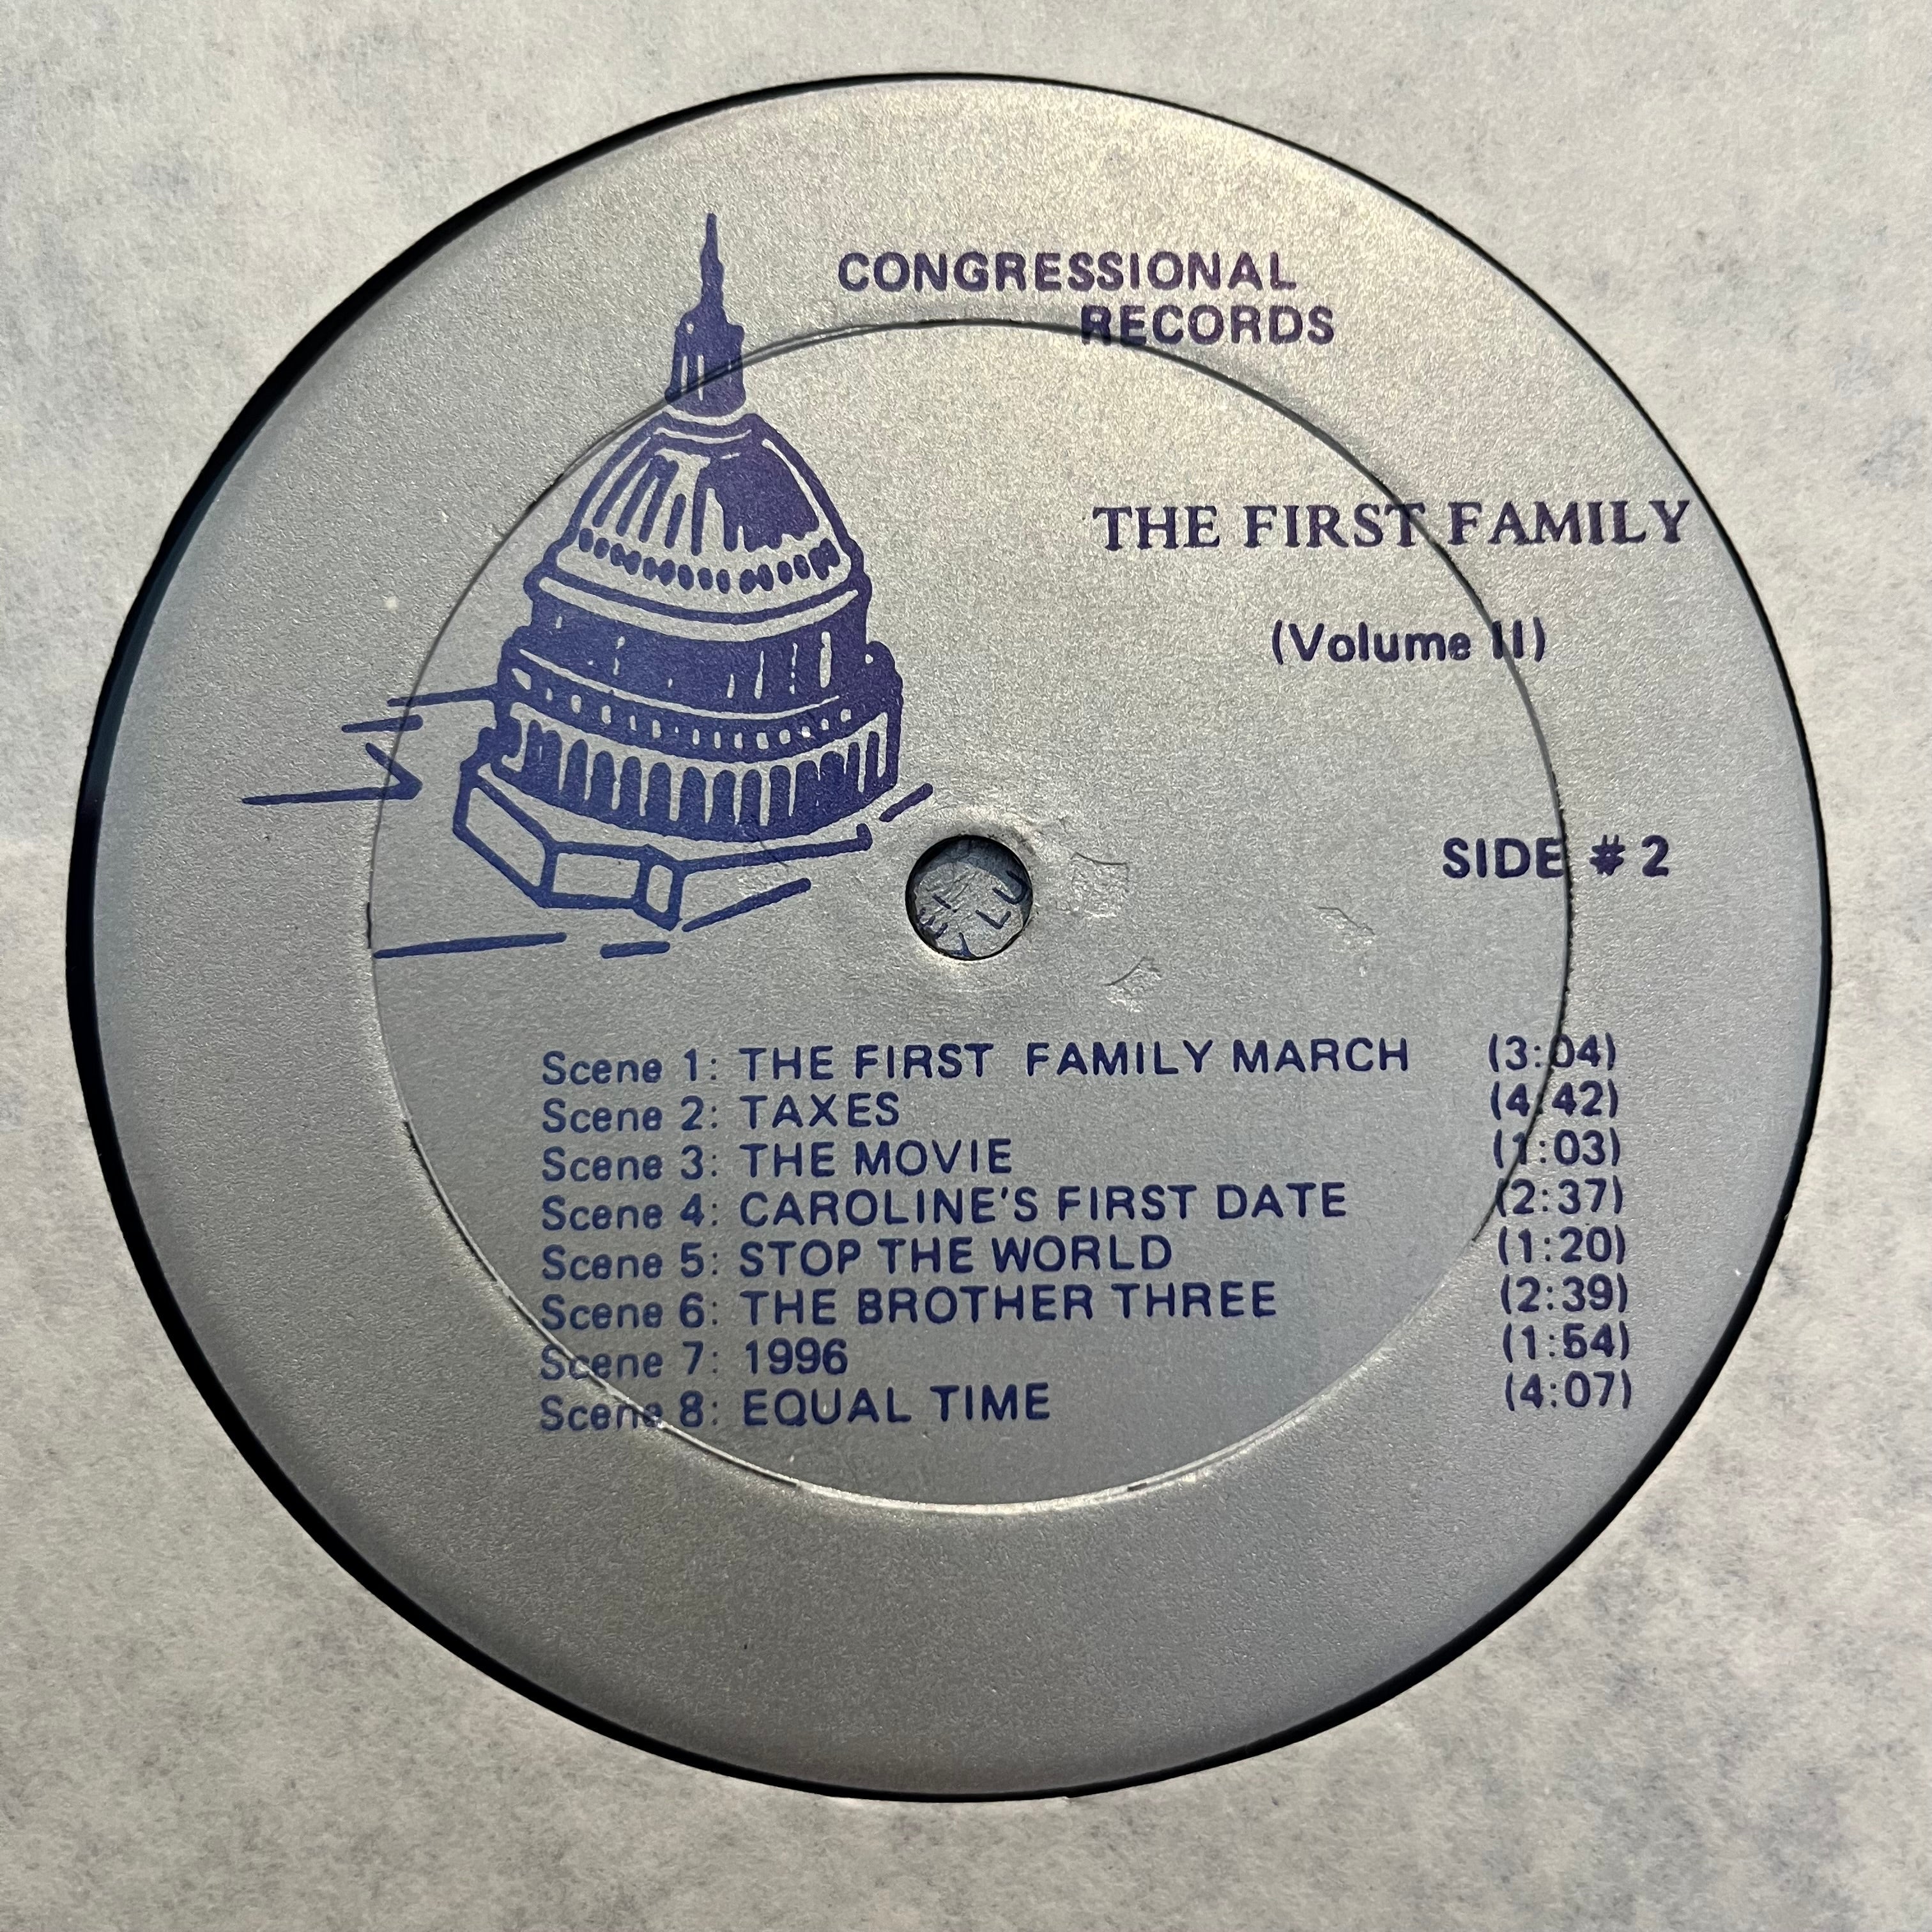 CONGRESSIONAL
RECORDS
THE FIRST FAMILY
(Volume II)
SIDE #2
Scene 1: THE FIRST FAMILY MARCH (3:04)
Scene 2: TAXES (4:42)
Scene 3: THE MOVIE (1:03)
Scene 4: CAROLINE'S FIRST DATE (2:37)
Scene 5: STOP THE WORLD (1:20)
Scene 6: THE BROTHER THREE (2:39)
Scene 7: 1996 (1:54)
Scene 8: EQUAL TIME (4:07)